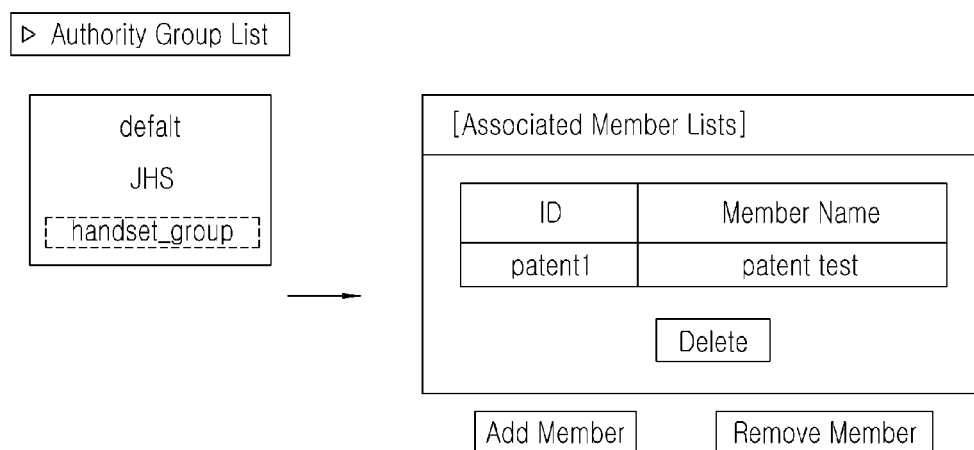 ▷ Authority Group List
defalt
JHS
handset_group
[Associated Member Lists]
ID Member Name
patent1 patent test
Delete
Add Member Remove Member